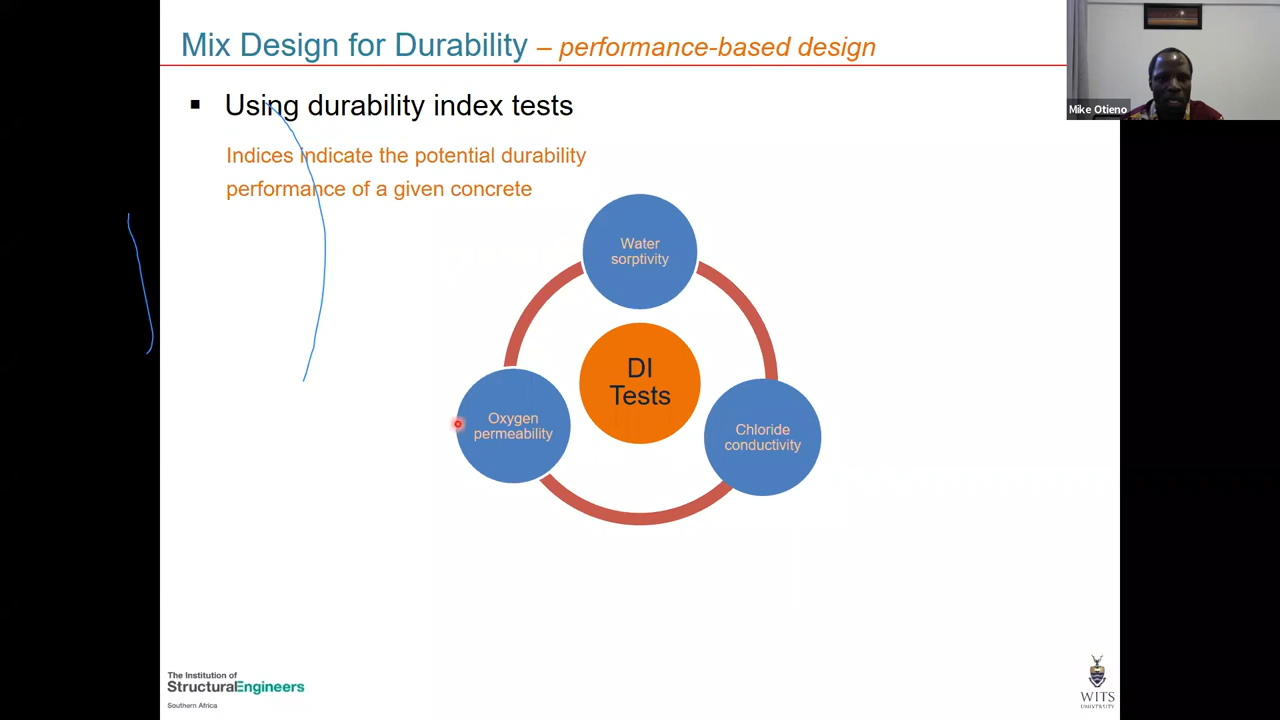 Mix Design for Durability – performance-based design
Mike Otieno
▪ Using durability index tests
Indices indicate the potential durability
performance of a given concrete
Water
sorptivity
DI
Tests
Oxygen
permeability
Chloride
conductivity
The Institution of
StructuralEngineers
Southern Africa
WITS
UNIVERSITY